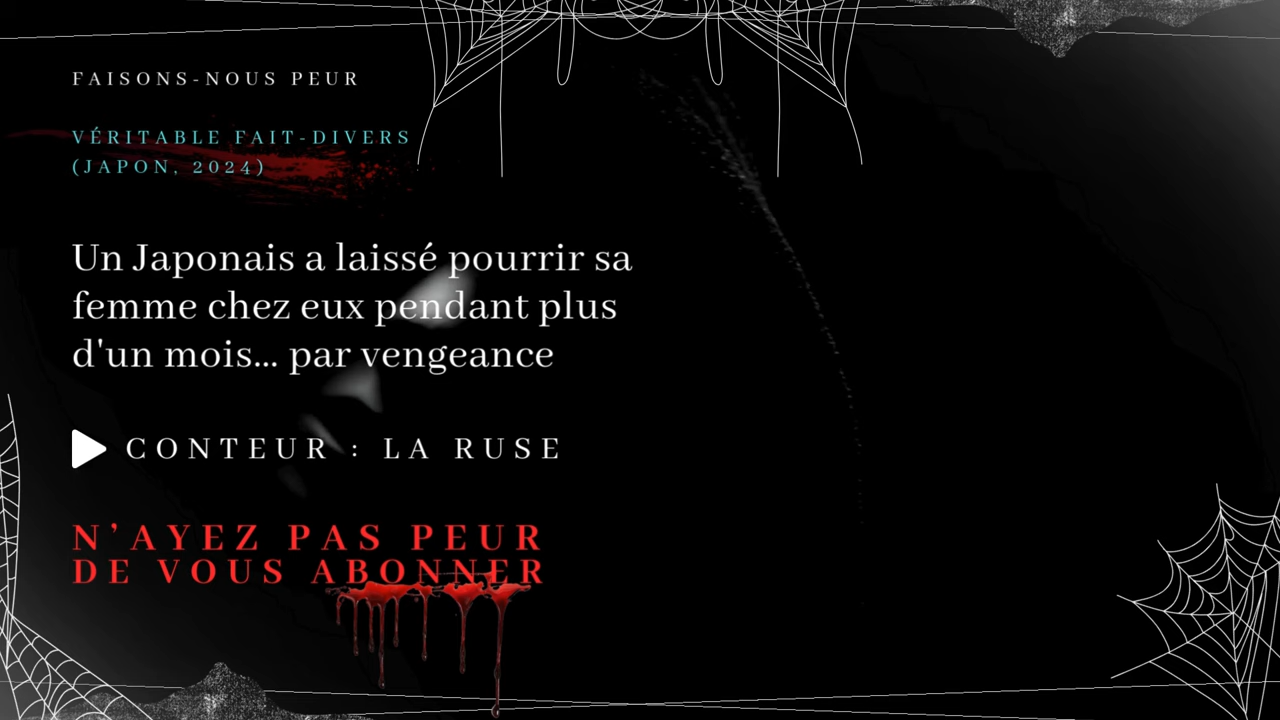 FAISONS-NOUS PEUR
VÉRITABLE FAIT-DIVERS
(JAPON, 2024)
Un Japonais a laissé pourrir sa
femme chez eux pendant plus
d'un mois... par vengeance
CONTEUR : LA RUSE
N'AYEZ PAS PEUR
DE VOUS ABONNER